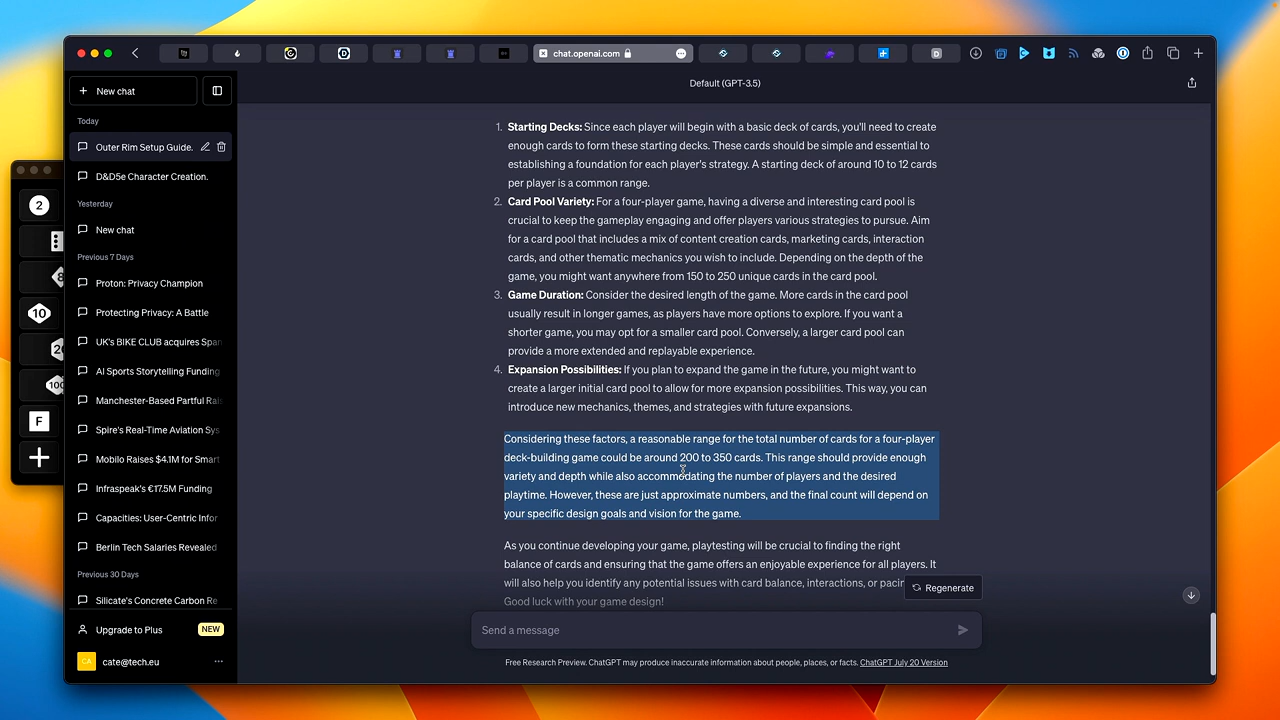 chat.openai.com
New chat
Default (GPT-3.5)
Today
Outer Rim Setup Guide.
D&D5e Character Creation.
Yesterday
New chat
Previous 7 Days
Proton: Privacy Champion
Protecting Privacy: A Battle
UK's BIKE CLUB acquires Span
AI Sports Storytelling Funding
Manchester-Based Partful Rai
Spire's Real-Time Aviation Sys
Mobilo Raises $4.1M for Smart
Infraspeak's €17.5M Funding
Capacities: User-Centric Infor
Berlin Tech Salaries Revealed
Previous 30 Days
Silicate's Concrete Carbon Re
Upgrade to Plus NEW
CA cate@tech.eu
2
8
10
20
100
F
1. Starting Decks: Since each player will begin with a basic deck of cards, you'll need to create
enough cards to form these starting decks. These cards should be simple and essential to
establishing a foundation for each player's strategy. A starting deck of around 10 to 12 cards
per player is a common range.
2. Card Pool Variety: For a four-player game, having a diverse and interesting card pool is
crucial to keep the gameplay engaging and offer players various strategies to pursue. Aim
for a card pool that includes a mix of content creation cards, marketing cards, interaction
cards, and other thematic mechanics you wish to include. Depending on the depth of the
game, you might want anywhere from 150 to 250 unique cards in the card pool.
3. Game Duration: Consider the desired length of the game. More cards in the card pool
usually result in longer games, as players have more options to explore. If you want a
shorter game, you may opt for a smaller card pool. Conversely, a larger card pool can
provide a more extended and replayable experience.
4. Expansion Possibilities: If you plan to expand the game in the future, you might want to
create a larger initial card pool to allow for more expansion possibilities. This way, you can
introduce new mechanics, themes, and strategies with future expansions.
Considering these factors, a reasonable range for the total number of cards for a four-player
deck-building game could be around 200 to 350 cards. This range should provide enough
variety and depth while also accommodating the number of players and the desired
playtime. However, these are just approximate numbers, and the final count will depend on
your specific design goals and vision for the game.
As you continue developing your game, playtesting will be crucial to finding the right
balance of cards and ensuring that the game offers an enjoyable experience for all players. It
will also help you identify any potential issues with card balance, interactions, or pacin
Good luck with your game design!
Regenerate
Send a message
Free Research Preview. ChatGPT may produce inaccurate information about people, places, or facts. ChatGPT July 20 Version